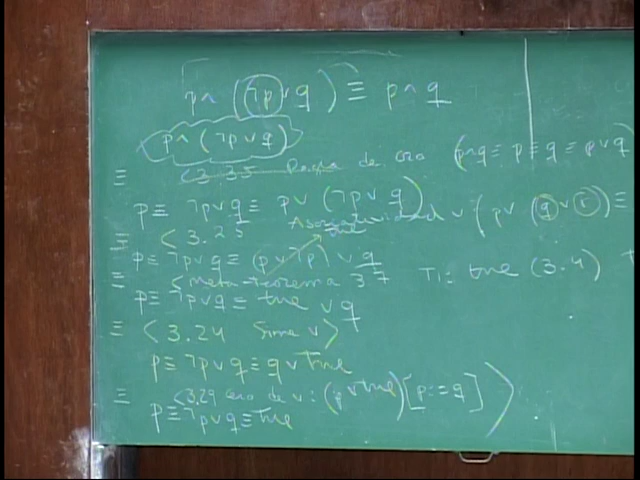 p ∧ (¬p ∨ q) ≡ p ∧ q
p ∧ (¬p ∨ q)
≡ <3.35 Regla de oro (p∧q ≡ p ≡ q ≡ p∨q)
p ≡ ¬p∨q ≡ p∨ (¬p ∨ q)
≡ <3.25 Asociatividad ∨ (p∨ (q ∨ r) ≡
p ≡ ¬p∨q ≡ (p∨¬p) ∨ q
true
≡ <meta-teorema 3.7 T1: true (3.4)
p ≡ ¬p∨q ≡ true ∨ q
≡ <3.24 Sime ∨>
p ≡ ¬p∨q ≡ q∨ True
≡ <3.29 cero de ∨: (p∨true)[p:=q]>
p ≡ ¬p∨q ≡ True